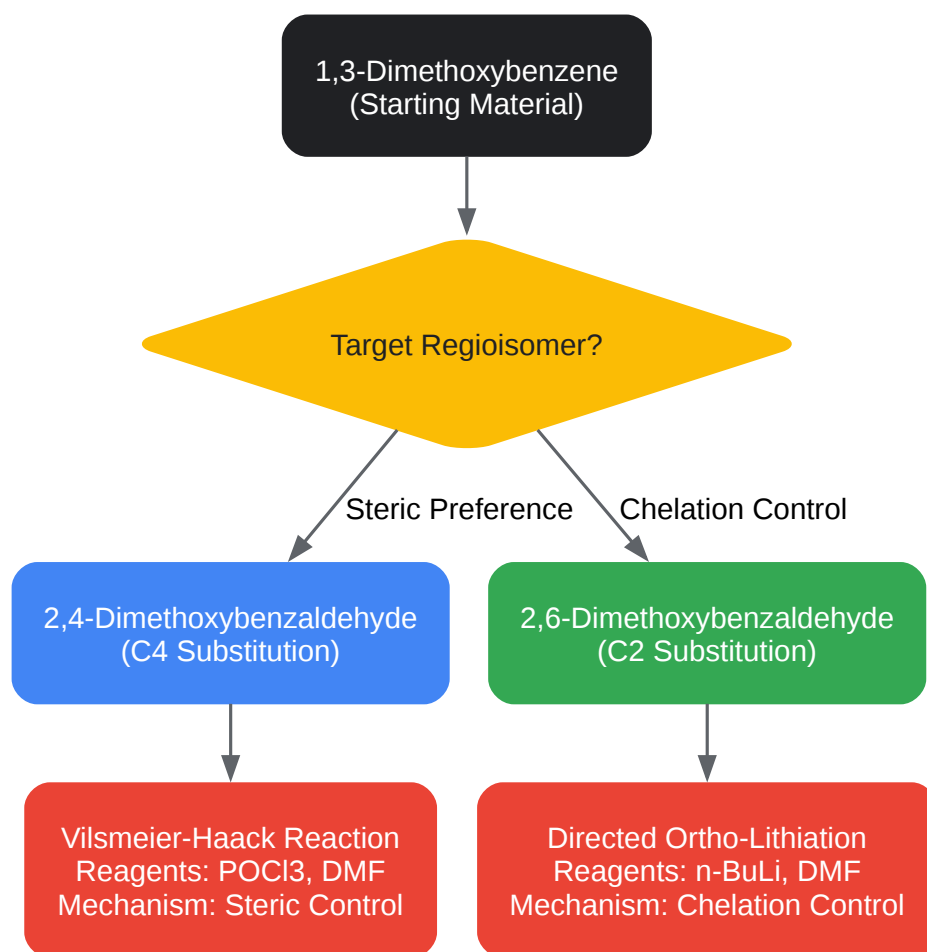 1,3-Dimethoxybenzene
(Starting Material)
Target Regioisomer?
Steric Preference
Chelation Control
2,4-Dimethoxybenzaldehyde
(C4 Substitution)
2,6-Dimethoxybenzaldehyde
(C2 Substitution)
Vilsmeier-Haack Reaction
Reagents: POCl3, DMF
Mechanism: Steric Control
Directed Ortho-Lithiation
Reagents: n-BuLi, DMF
Mechanism: Chelation Control